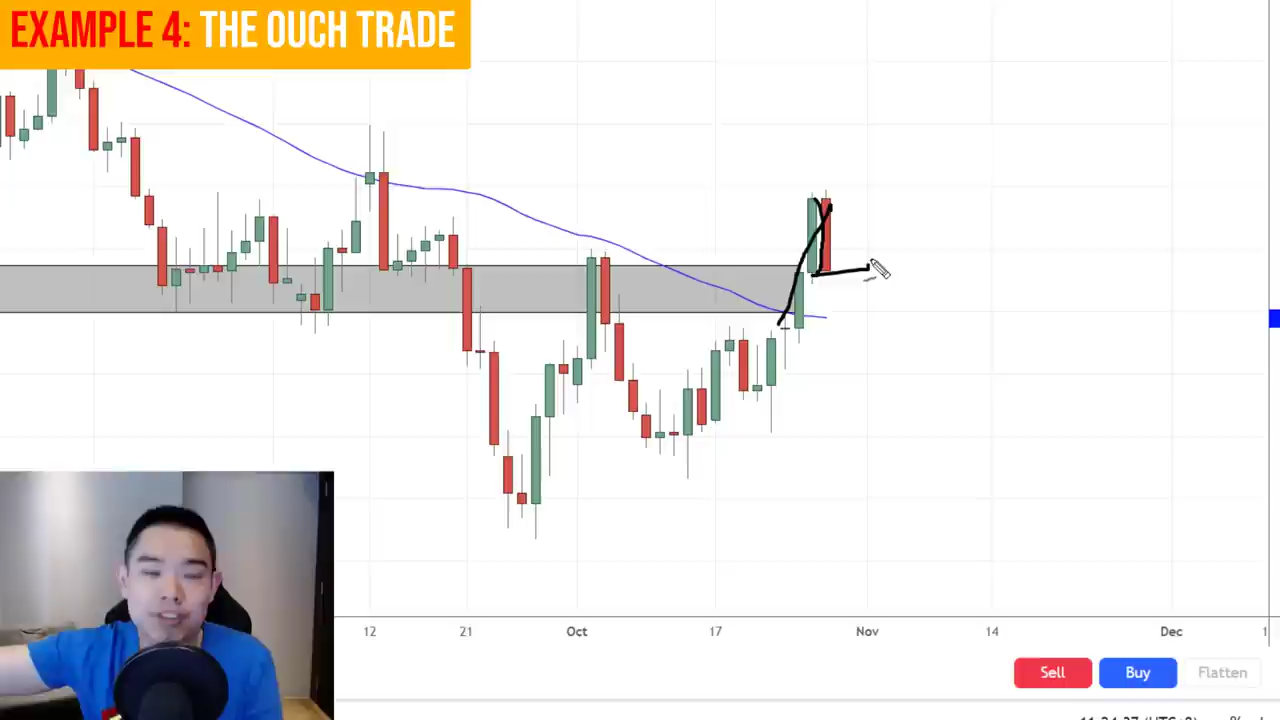 EXAMPLE 4: THE OUCH TRADE
12 21 Oct 17 Nov 14 Dec
Sell Buy Flatten